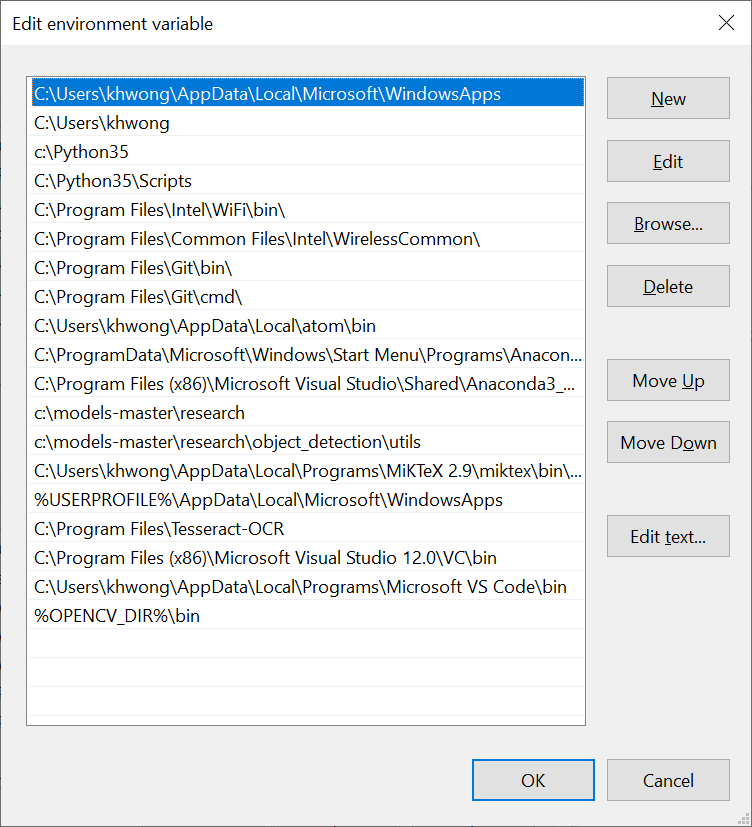 Edit environment variable
C:\Users\khwong\AppData\Local\Microsoft\WindowsApps
C:\Users\khwong
c:\Python35
C:\Python35\Scripts
C:\Program Files\Intel\WiFi\bin\
C:\Program Files\Common Files\Intel\WirelessCommon\
C:\Program Files\Git\bin\
C:\Program Files\Git\cmd\
C:\Users\khwong\AppData\Local\atom\bin
C:\ProgramData\Microsoft\Windows\Start Menu\Programs\Anacon...
C:\Program Files (x86)\Microsoft Visual Studio\Shared\Anaconda3_...
c:\models-master\research
c:\models-master\research\object_detection\utils
C:\Users\khwong\AppData\Local\Programs\MiKTeX 2.9\miktex\bin\...
%USERPROFILE%\AppData\Local\Microsoft\WindowsApps
C:\Program Files\Tesseract-OCR
C:\Program Files (x86)\Microsoft Visual Studio 12.0\VC\bin
C:\Users\khwong\AppData\Local\Programs\Microsoft VS Code\bin
%OPENCV_DIR%\bin
New
Edit
Browse...
Delete
Move Up
Move Down
Edit text...
OK
Cancel